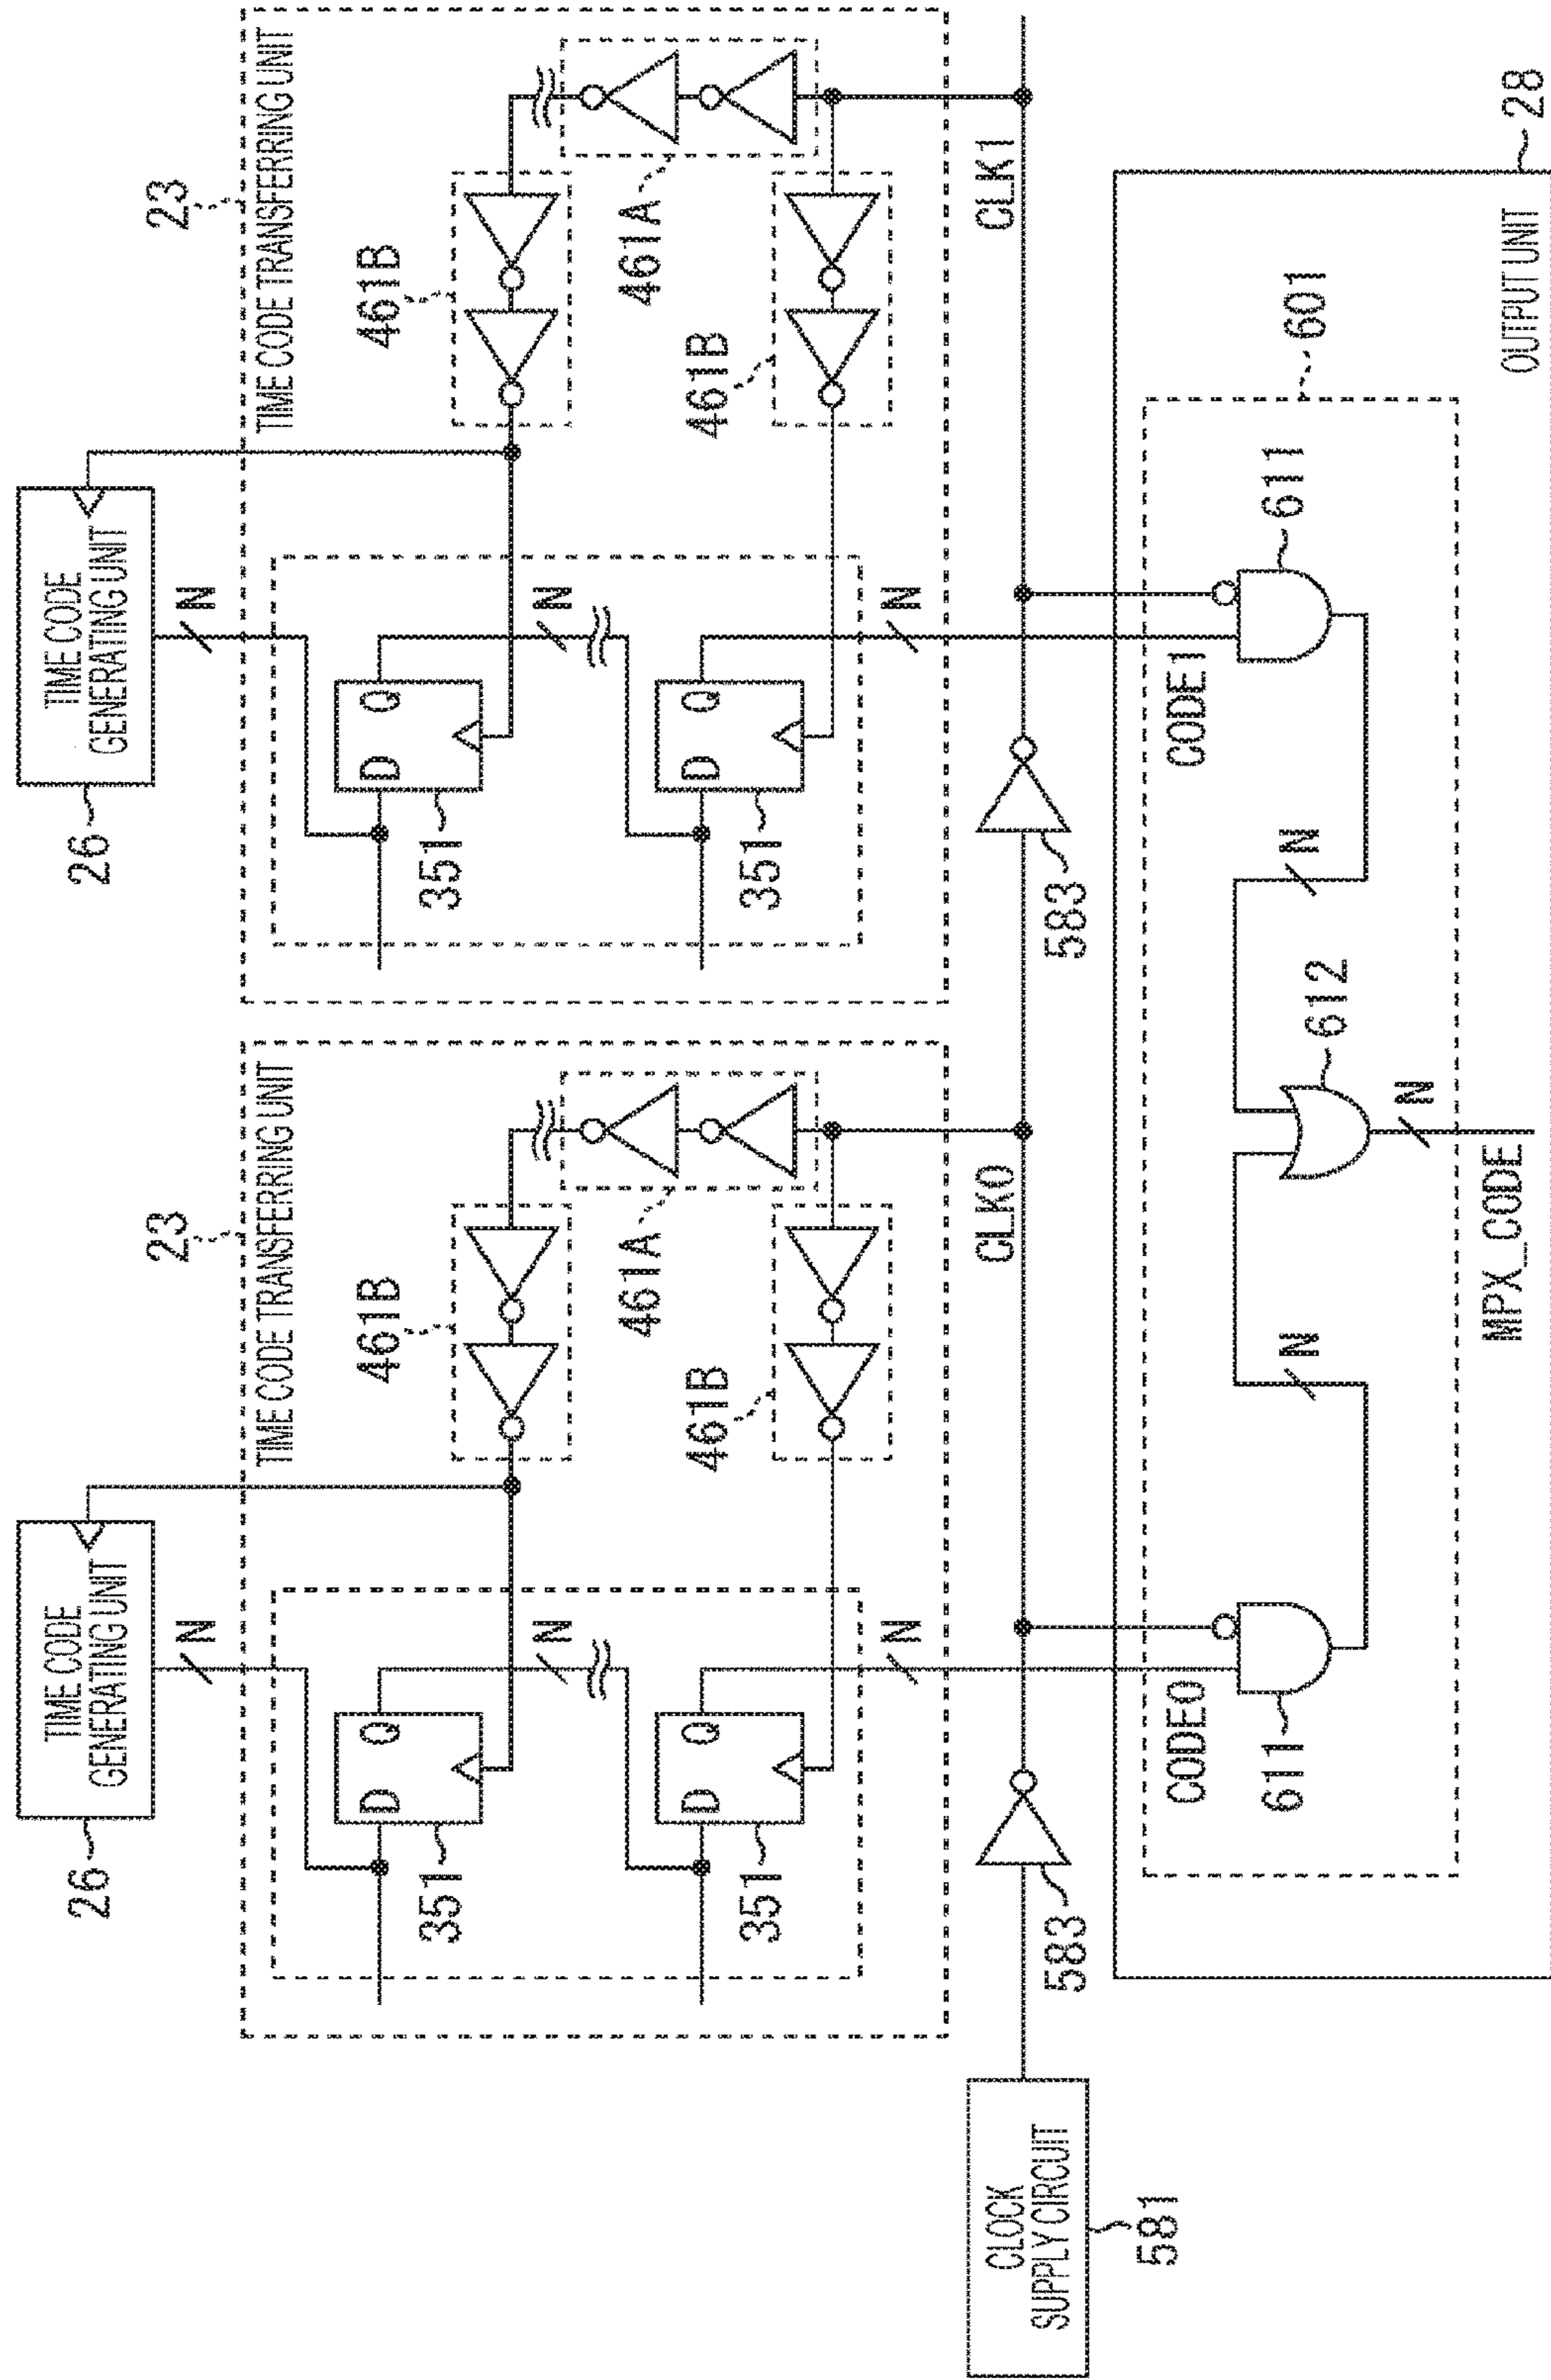 26
TIME CODE
GENERATING UNIT
N
23
TIME CODE TRANSFERRING UNIT
D
Q
351
N
461B
D
Q
351
461B
461A
N
26
TIME CODE
GENERATING UNIT
N
23
TIME CODE TRANSFERRING UNIT
D
Q
351
N
461B
D
Q
351
461B
461A
N
CLOCK
SUPPLY CIRCUIT
581
583
CLK0
583
CLK1
CODE0
611
N
612
N
CODE1
611
601
N
MPX_CODE
OUTPUT UNIT
28